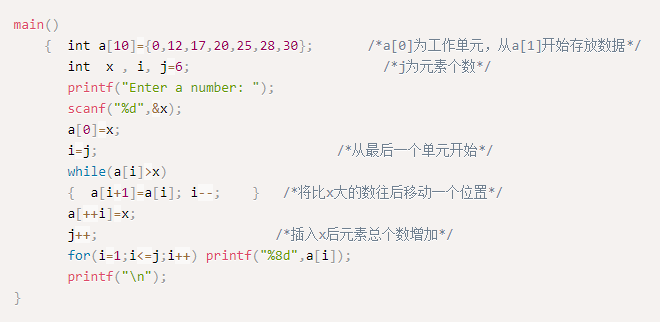 main()
{ int a[10]={0,12,17,20,25,28,30}; /*a[0]为工作单元，从a[1]开始存放数据*/
int x , i, j=6; /*j为元素个数*/
printf("Enter a number: ");
scanf("%d",&x);
a[0]=x;
i=j; /*从最后一个单元开始*/
while(a[i]>x)
{ a[i+1]=a[i]; i--; } /*将比x大的数往后移动一个位置*/
a[++i]=x;
j++; /*插入x后元素总个数增加*/
for(i=1;i<=j;i++) printf("%8d",a[i]);
printf("\n");
}